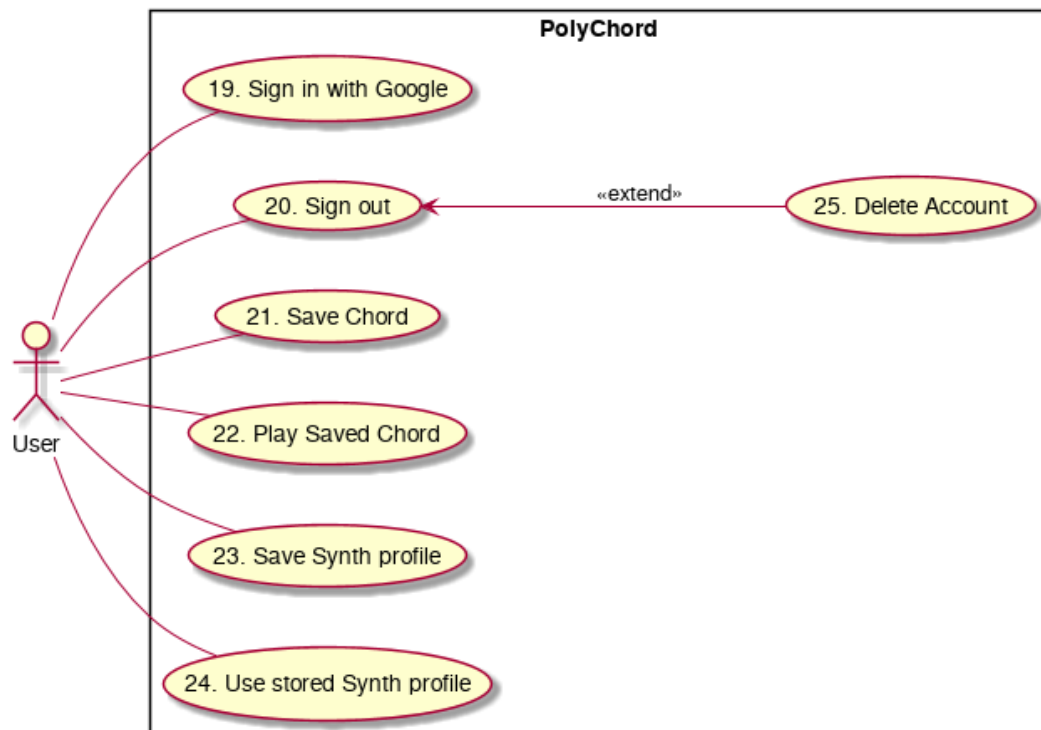 PolyChord
19. Sign in with Google
20. Sign out
«extend»
25. Delete Account
21. Save Chord
22. Play Saved Chord
User
23. Save Synth profile
24. Use stored Synth profile